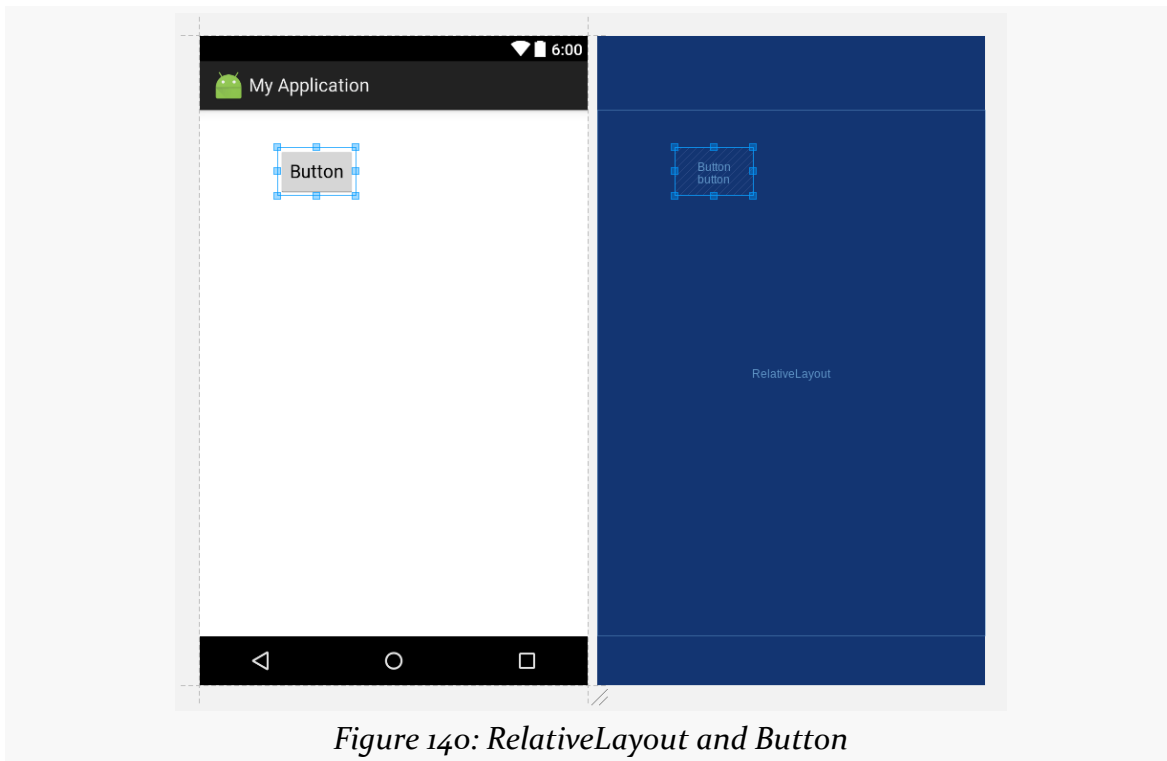 6:00
My Application
Button
Button
button
RelativeLayout
Figure 140: RelativeLayout and Button